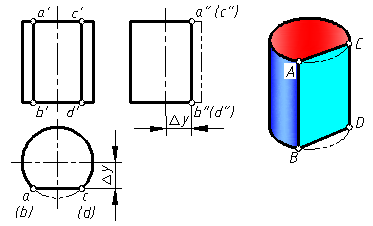 a' c' a" (c")
A C
b' d' b"(d")
Δy
Δy
a c
(b) (d)
B D